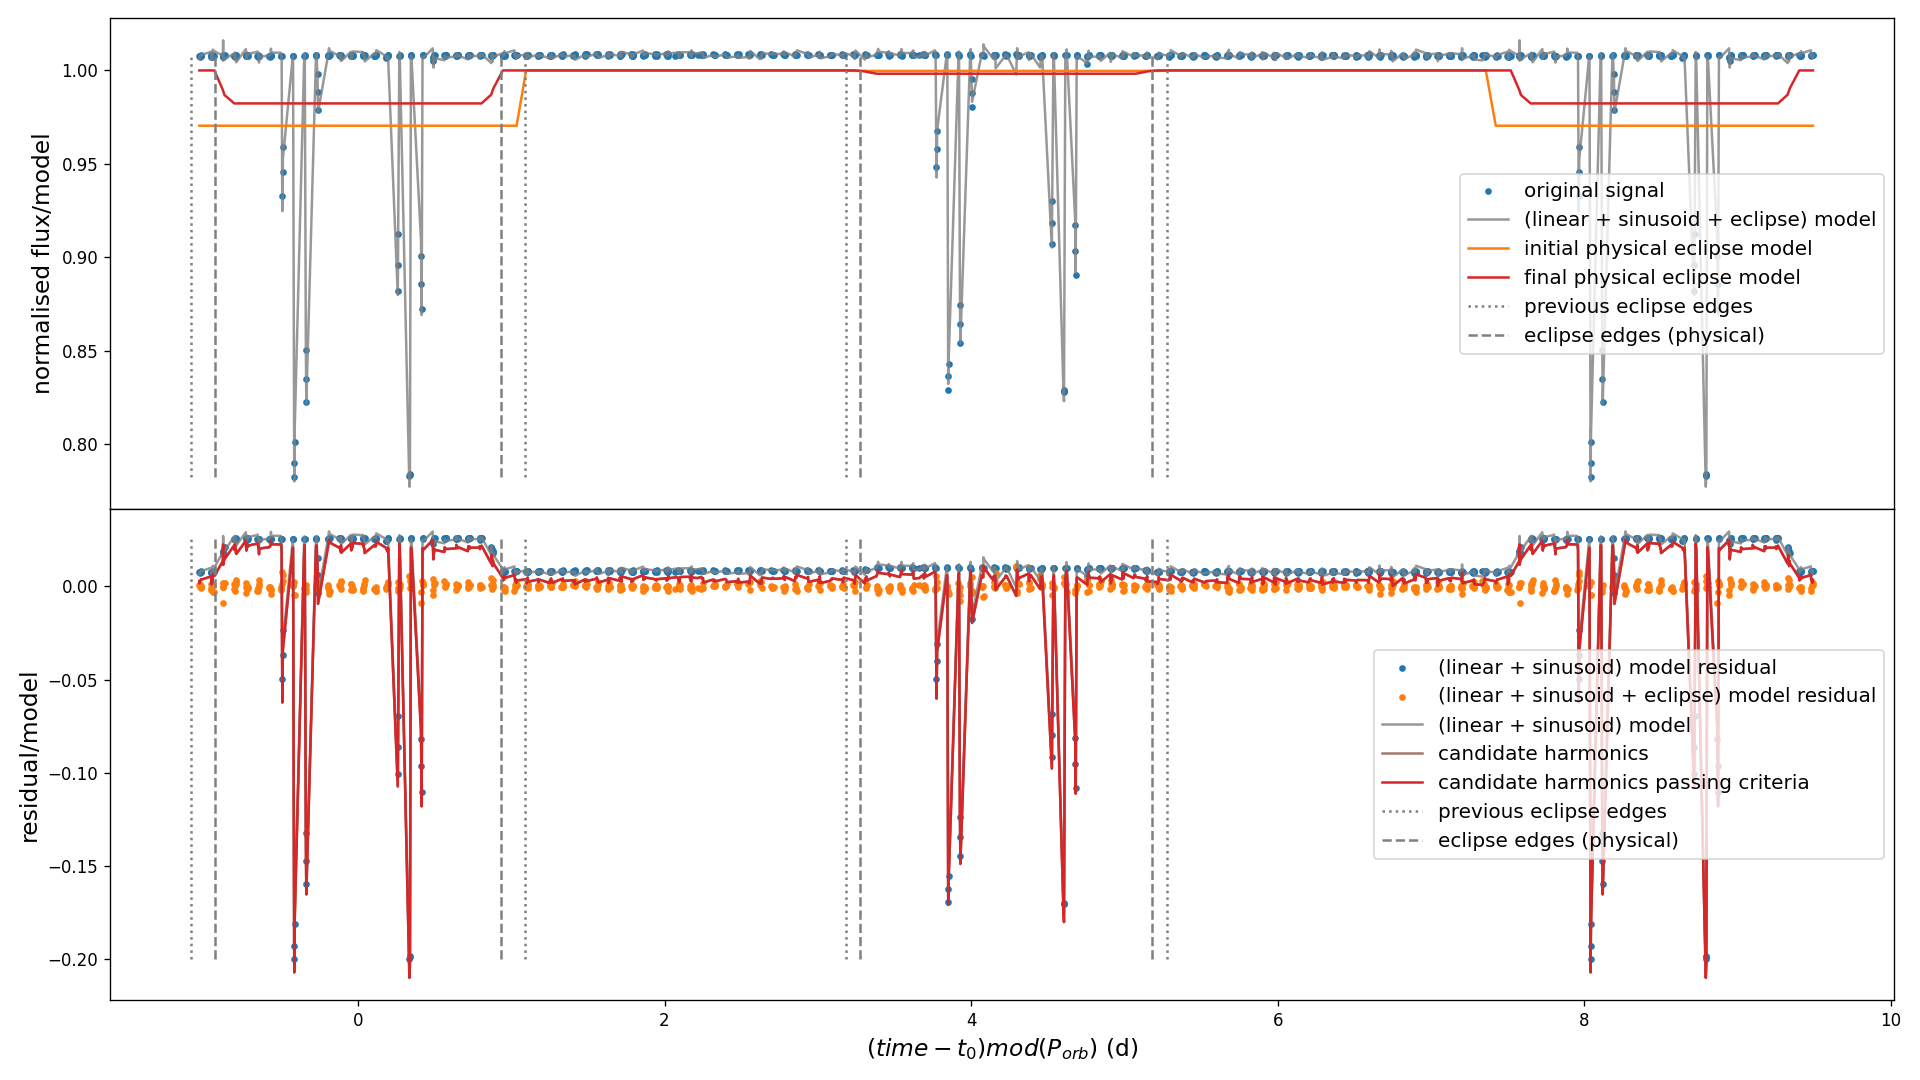 normalised flux/model
1.00
0.95
0.90
0.85
0.80
original signal
(linear + sinusoid + eclipse) model
initial physical eclipse model
final physical eclipse model
previous eclipse edges
eclipse edges (physical)
residual/model
0.00
−0.05
−0.10
−0.15
−0.20
(linear + sinusoid) model residual
(linear + sinusoid + eclipse) model residual
(linear + sinusoid) model
candidate harmonics
candidate harmonics passing criteria
previous eclipse edges
eclipse edges (physical)
0 2 4 6 8 10
(time − t₀)mod(P_orb) (d)